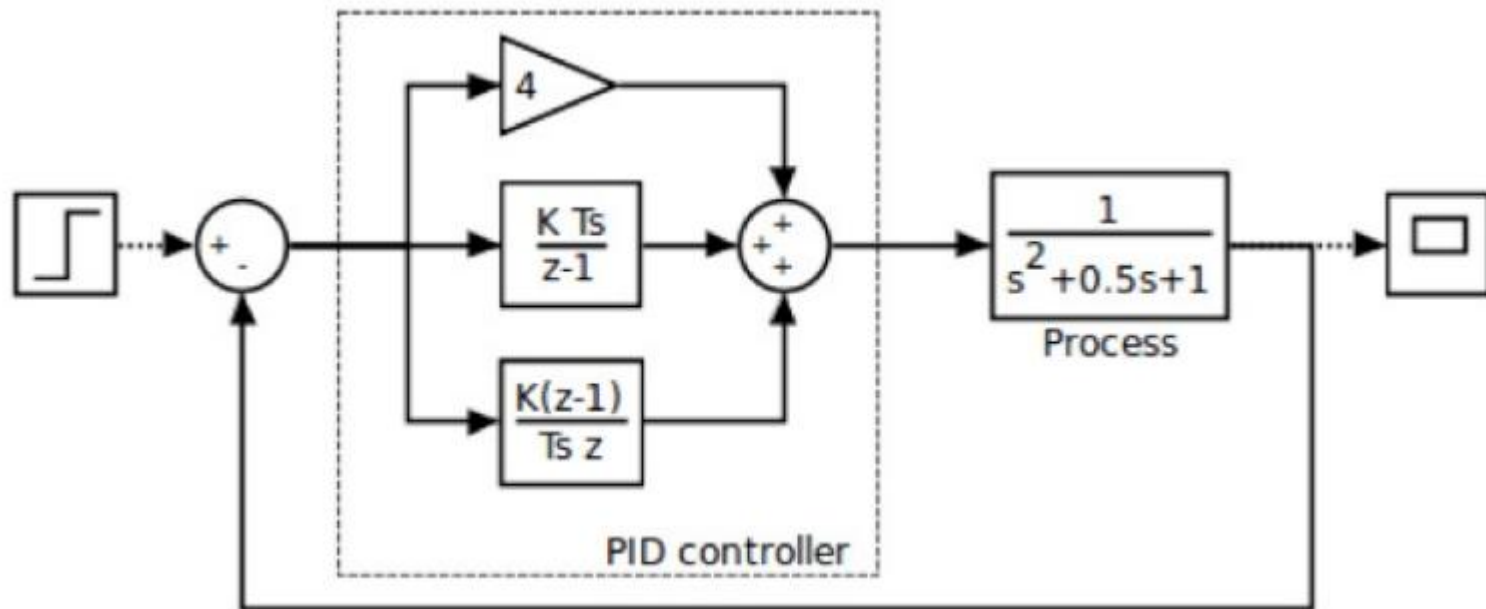 4
+
-
K Ts
z-1
+
+
+
1
s²+0.5s+1
Process
K(z-1)
Ts z
PID controller